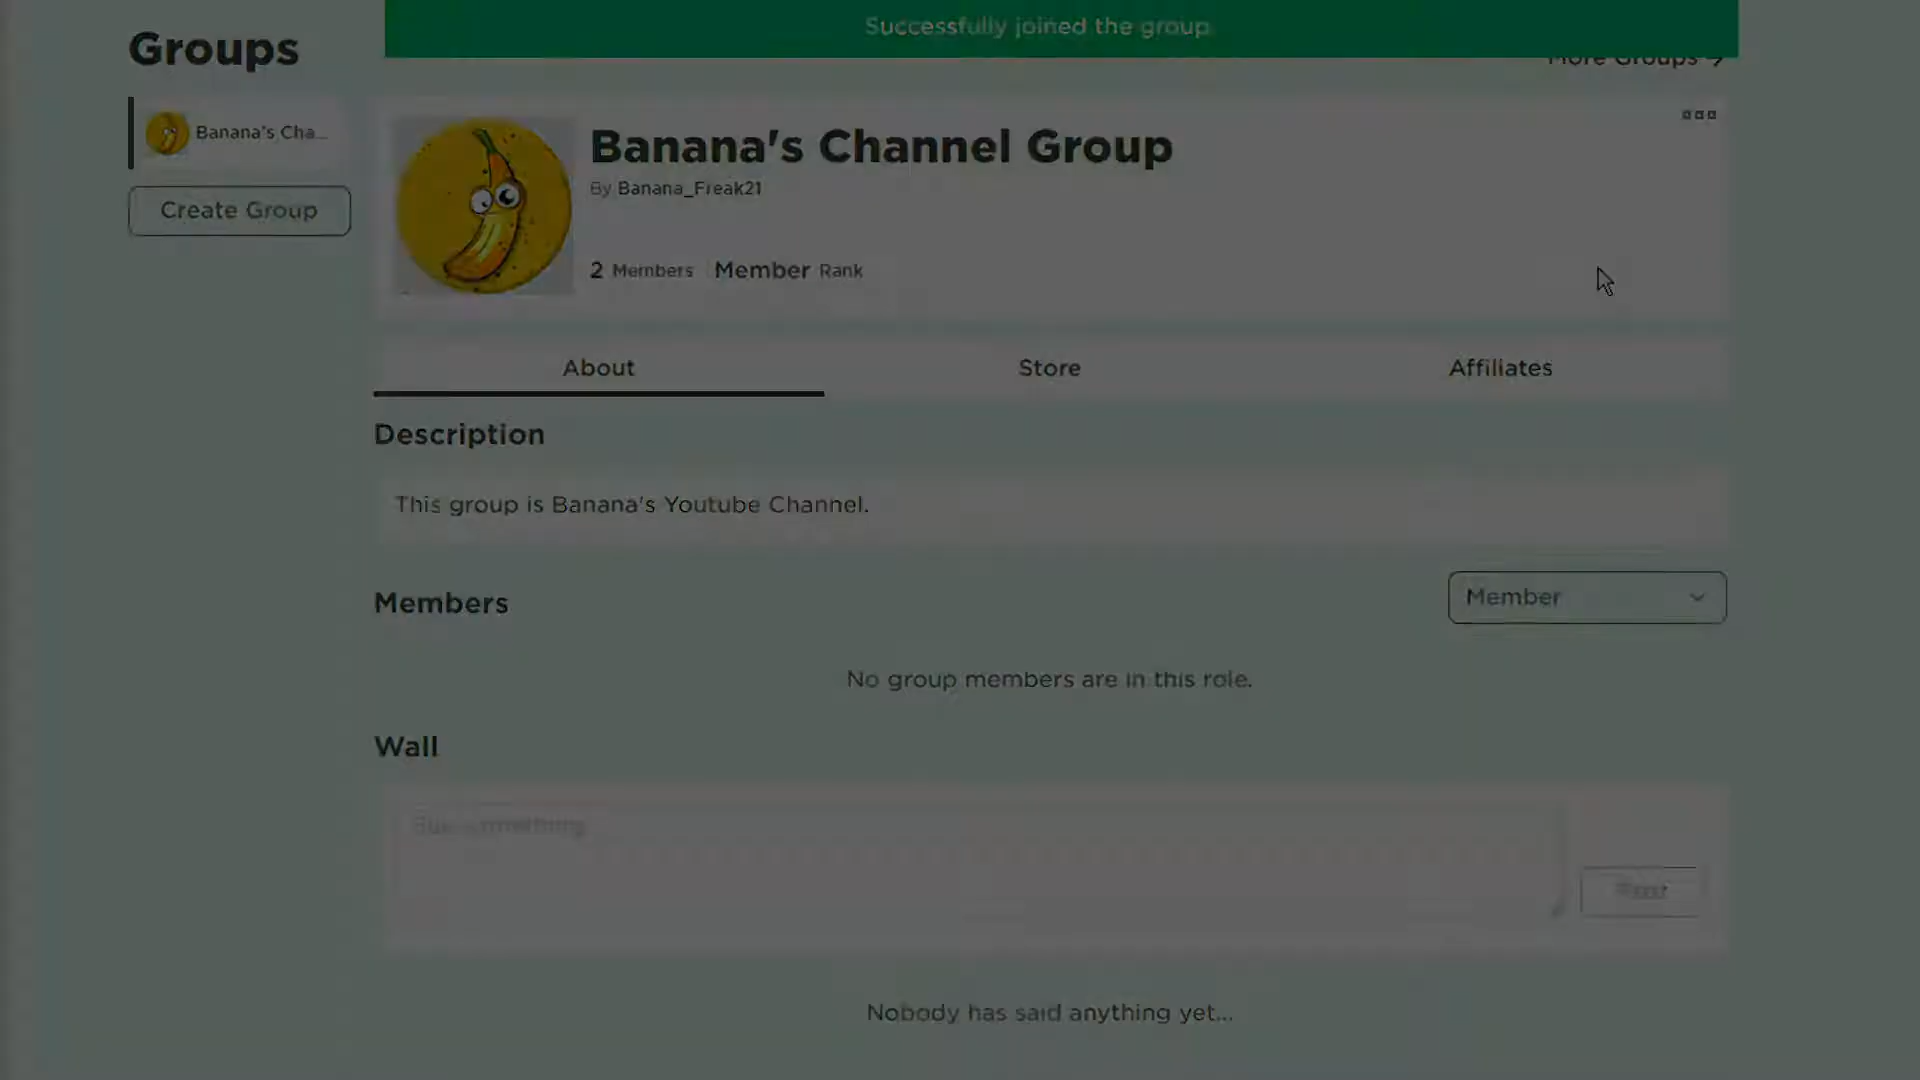 Successfully joined the group
Groups
More Groups
Banana's Cha...
Create Group
Banana's Channel Group
By Banana_Freak21
2 Members Member Rank
About
Store
Affiliates
Description
This group is Banana's Youtube Channel.
Members
Member
No group members are in this role.
Wall
Nobody has said anything yet...